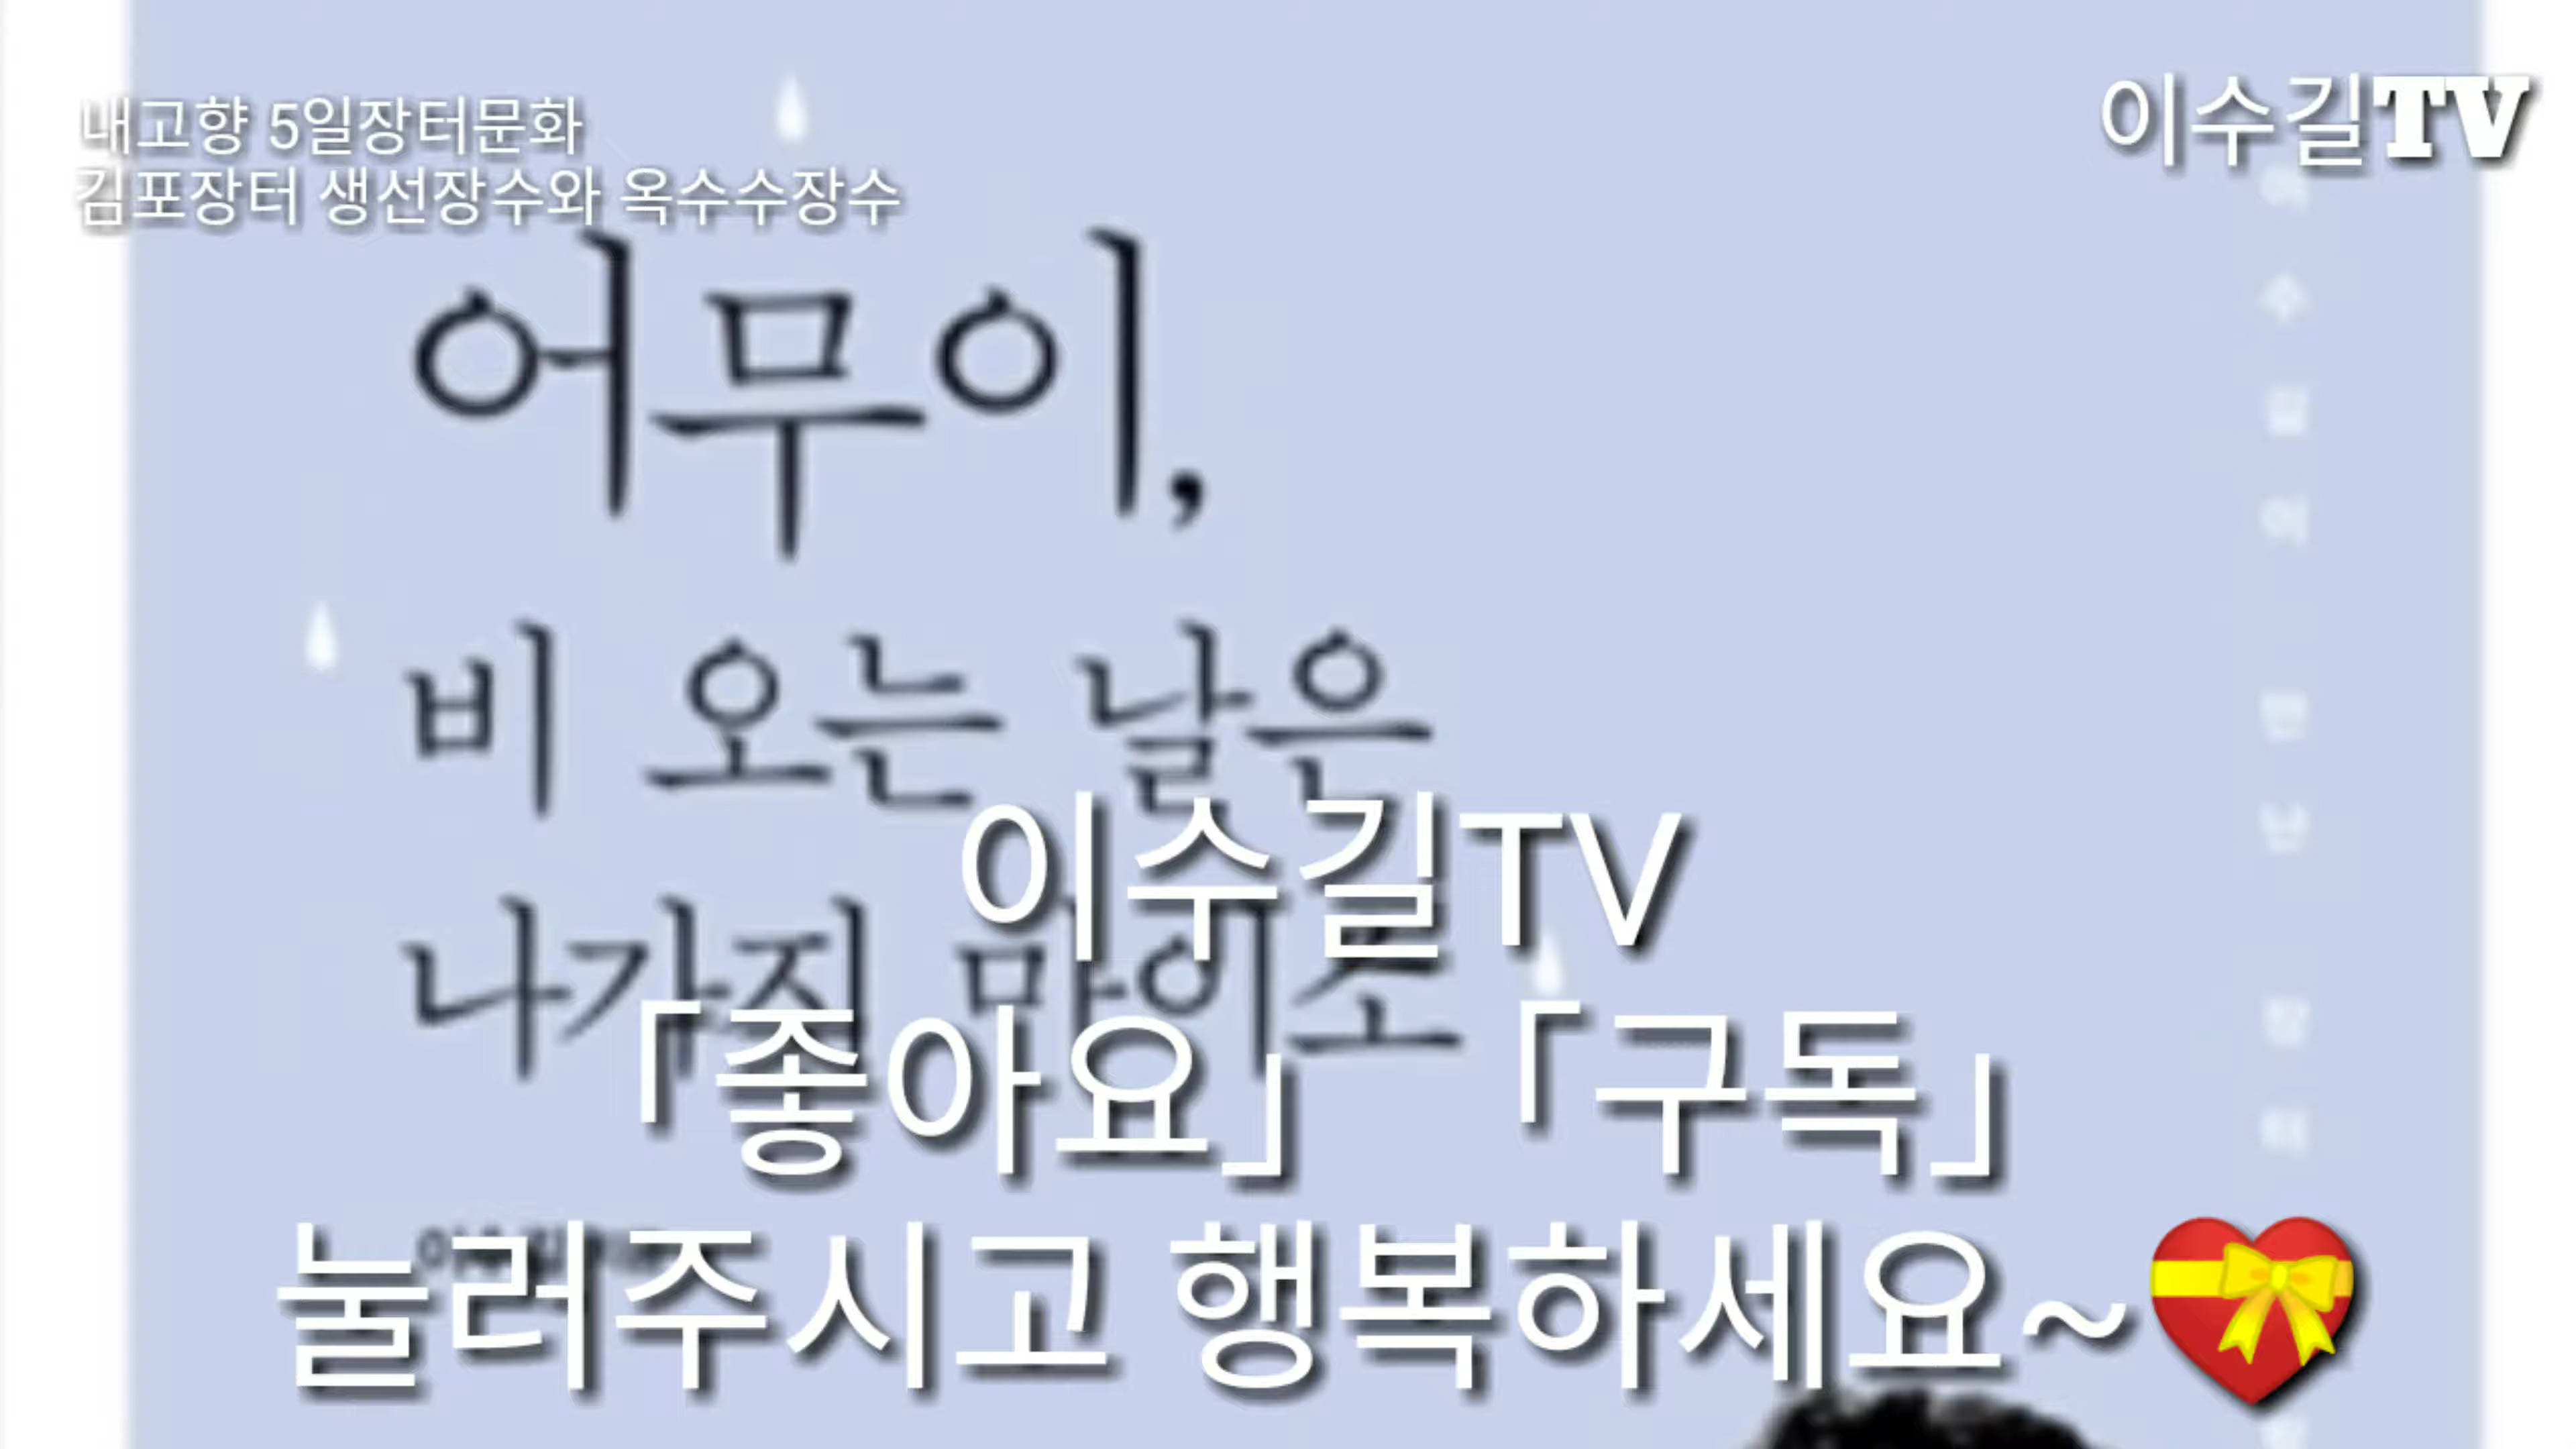 내고향 5일장터문화
김포장터 생선장수와 옥수수장수
이수길TV
어무이,
비 오는 날은
나가지 마이소
이수길TV
「좋아요」 「구독」
눌러주시고 행복하세요~